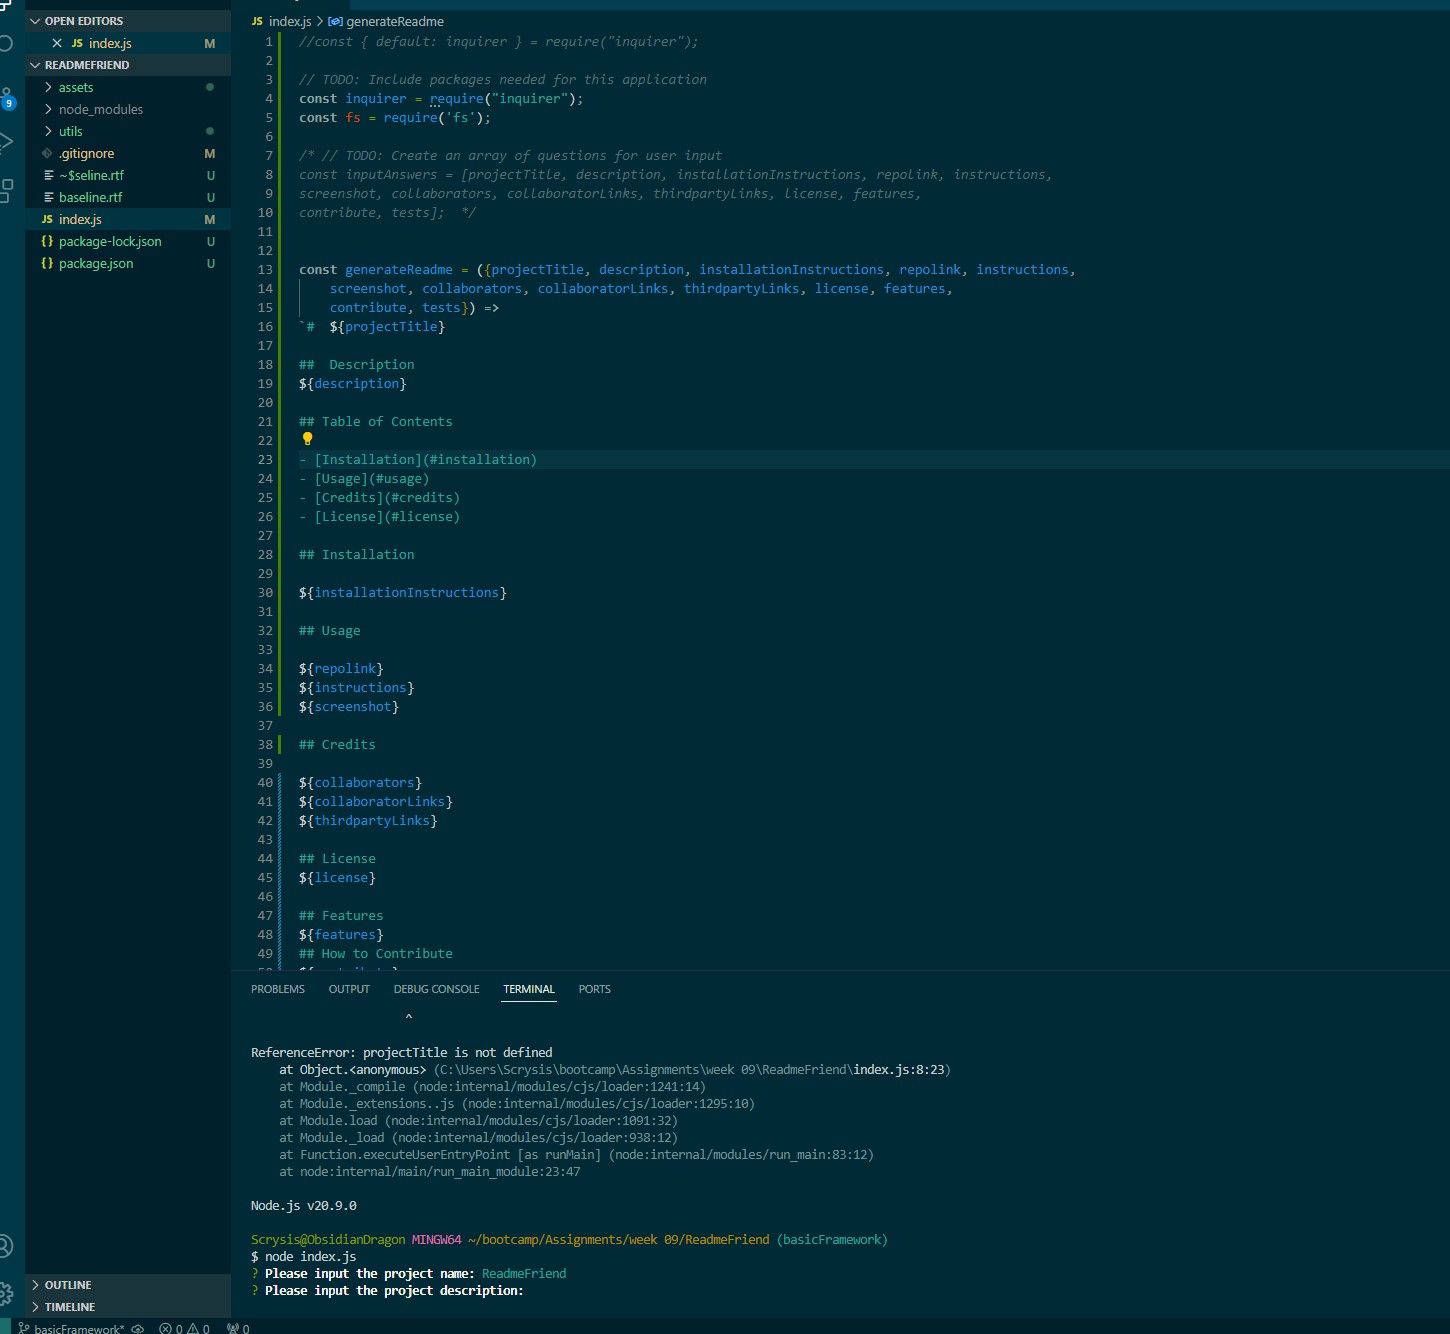 OPEN EDITORS
JS index.js M
READMEFRIEND
assets
node_modules
utils
.gitignore M
~$seline.rtf U
baseline.rtf U
JS index.js M
{} package-lock.json U
{} package.json U
9
OUTLINE
TIMELINE
JS index.js > generateReadme
1 //const { default: inquirer } = require("inquirer");
2
3 // TODO: Include packages needed for this application
4 const inquirer = require("inquirer");
5 const fs = require('fs');
6
7 /* // TODO: Create an array of questions for user input
8 const inputAnswers = [projectTitle, description, installationInstructions, repolink, instructions,
9 screenshot, collaborators, collaboratorLinks, thirdpartyLinks, license, features,
10 contribute, tests];  */
11
12
13 const generateReadme = ({projectTitle, description, installationInstructions, repolink, instructions,
14 screenshot, collaborators, collaboratorLinks, thirdpartyLinks, license, features,
15 contribute, tests}) =>
16 `#  ${projectTitle}
17
18 ##  Description
19 ${description}
20
21 ## Table of Contents
22
23 - [Installation](#installation)
24 - [Usage](#usage)
25 - [Credits](#credits)
26 - [License](#license)
27
28 ## Installation
29
30 ${installationInstructions}
31
32 ## Usage
33
34 ${repolink}
35 ${instructions}
36 ${screenshot}
37
38 ## Credits
39
40 ${collaborators}
41 ${collaboratorLinks}
42 ${thirdpartyLinks}
43
44 ## License
45 ${license}
46
47 ## Features
48 ${features}
49 ## How to Contribute
PROBLEMS OUTPUT DEBUG CONSOLE TERMINAL PORTS
^
ReferenceError: projectTitle is not defined
at Object.<anonymous> (C:\Users\Scrysis\bootcamp\Assignments\week 09\ReadmeFriend\index.js:8:23)
at Module._compile (node:internal/modules/cjs/loader:1241:14)
at Module._extensions..js (node:internal/modules/cjs/loader:1295:10)
at Module.load (node:internal/modules/cjs/loader:1091:32)
at Module._load (node:internal/modules/cjs/loader:938:12)
at Function.executeUserEntryPoint [as runMain] (node:internal/modules/run_main:83:12)
at node:internal/main/run_main_module:23:47
Node.js v20.9.0
Scrysis@ObsidianDragon MINGW64 ~/bootcamp/Assignments/week 09/ReadmeFriend (basicFramework)
$ node index.js
? Please input the project name: ReadmeFriend
? Please input the project description:
basicFramework* 0 0 0